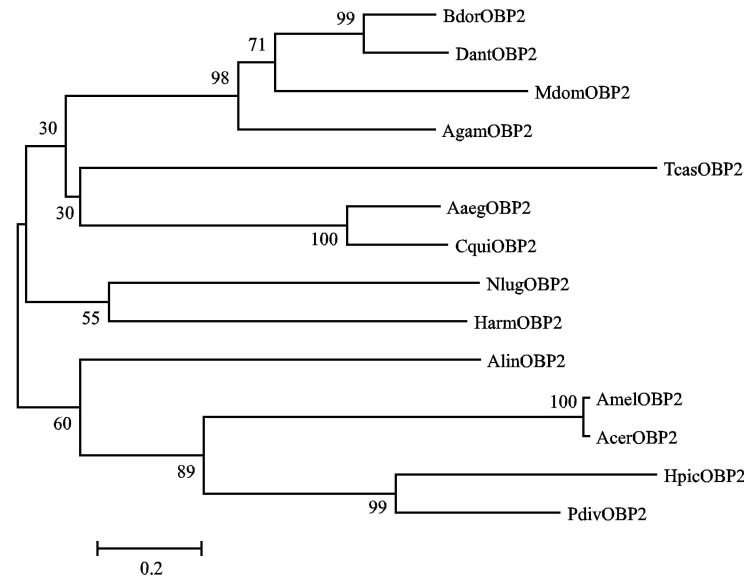 99
BdorOBP2
71
DantOBP2
98
MdomOBP2
AgamOBP2
30
TcasOBP2
30
AaegOBP2
100
CquiOBP2
NlugOBP2
55
HarmOBP2
AlinOBP2
60
100
AmelOBP2
AcerOBP2
89
HpicOBP2
99
PdivOBP2
0.2